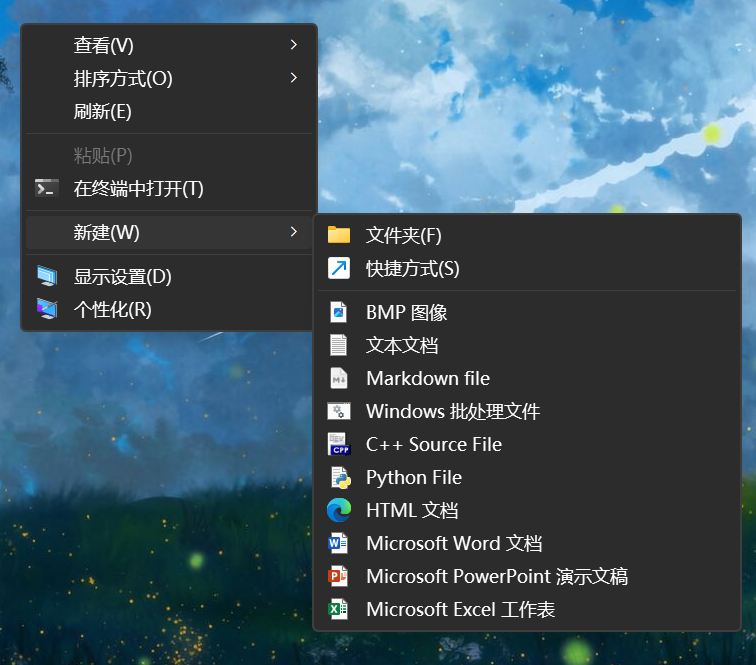 查看(V)
排序方式(O)
刷新(E)
粘贴(P)
在终端中打开(T)
新建(W)
显示设置(D)
个性化(R)
文件夹(F)
快捷方式(S)
BMP 图像
文本文档
Markdown file
Windows 批处理文件
C++ Source File
Python File
HTML 文档
Microsoft Word 文档
Microsoft PowerPoint 演示文稿
Microsoft Excel 工作表